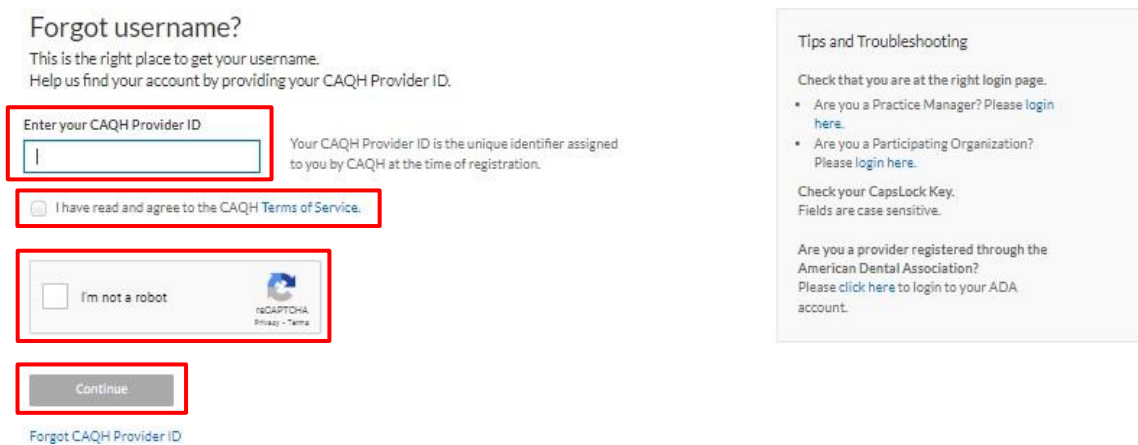 Forgot username?
This is the right place to get your username.
Help us find your account by providing your CAQH Provider ID.
Enter your CAQH Provider ID
Your CAQH Provider ID is the unique identifier assigned
to you by CAQH at the time of registration.
I have read and agree to the CAQH Terms of Service.
I'm not a robot
reCAPTCHA
Privacy - Terms
Continue
Forgot CAQH Provider ID
Tips and Troubleshooting
Check that you are at the right login page.
• Are you a Practice Manager? Please login
here.
• Are you a Participating Organization?
Please login here.
Check your CapsLock Key.
Fields are case sensitive.
Are you a provider registered through the
American Dental Association?
Please click here to login to your ADA
account.